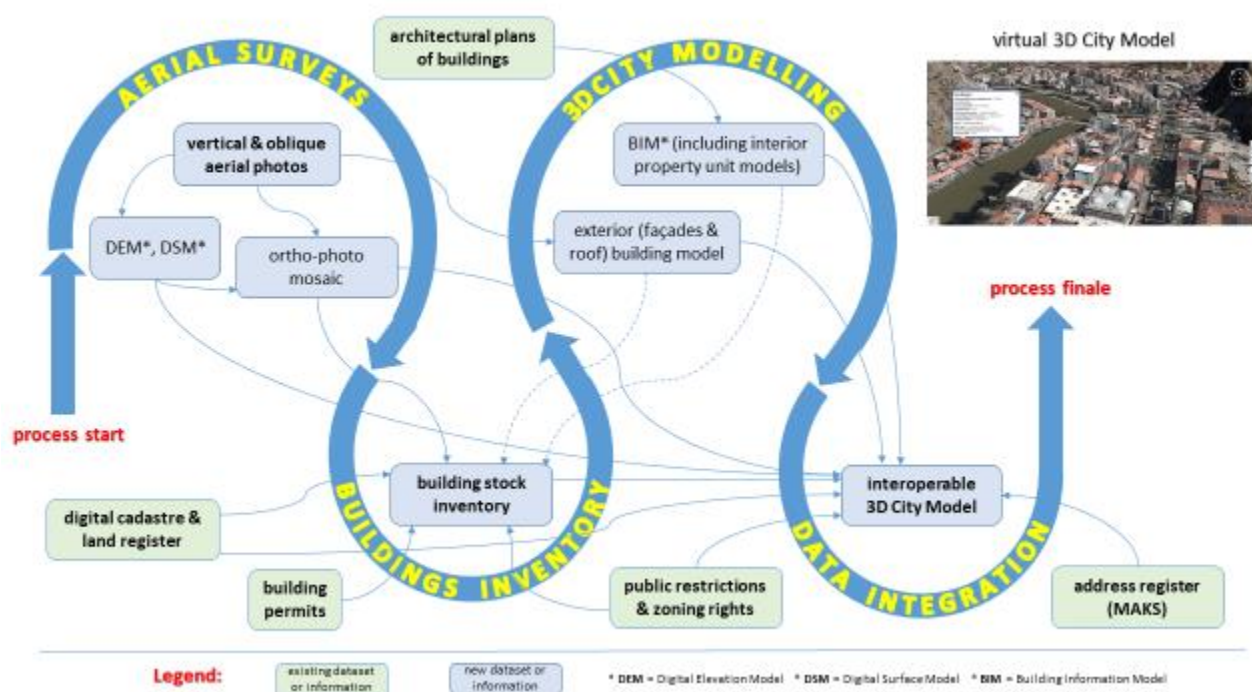 AERIAL SURVEYS
vertical & oblique
aerial photos
DEM*, DSM*
ortho-photo
mosaic
process start
architectural plans
of buildings
3DCITY MODELLING
BIM* (including interior
property unit models)
exterior (façades &
roof) building model
virtual 3D City Model
process finale
BUILDINGS INVENTORY
building stock
inventory
digital cadastre &
land register
building
permits
public restrictions
& zoning rights
DATA INTEGRATION
interoperable
3D City Model
address register
(MAKS)
Legend:
existing dataset
or information
new dataset or
information
* DEM = Digital Elevation Model * DSM = Digital Surface Model * BIM = Building Information Model